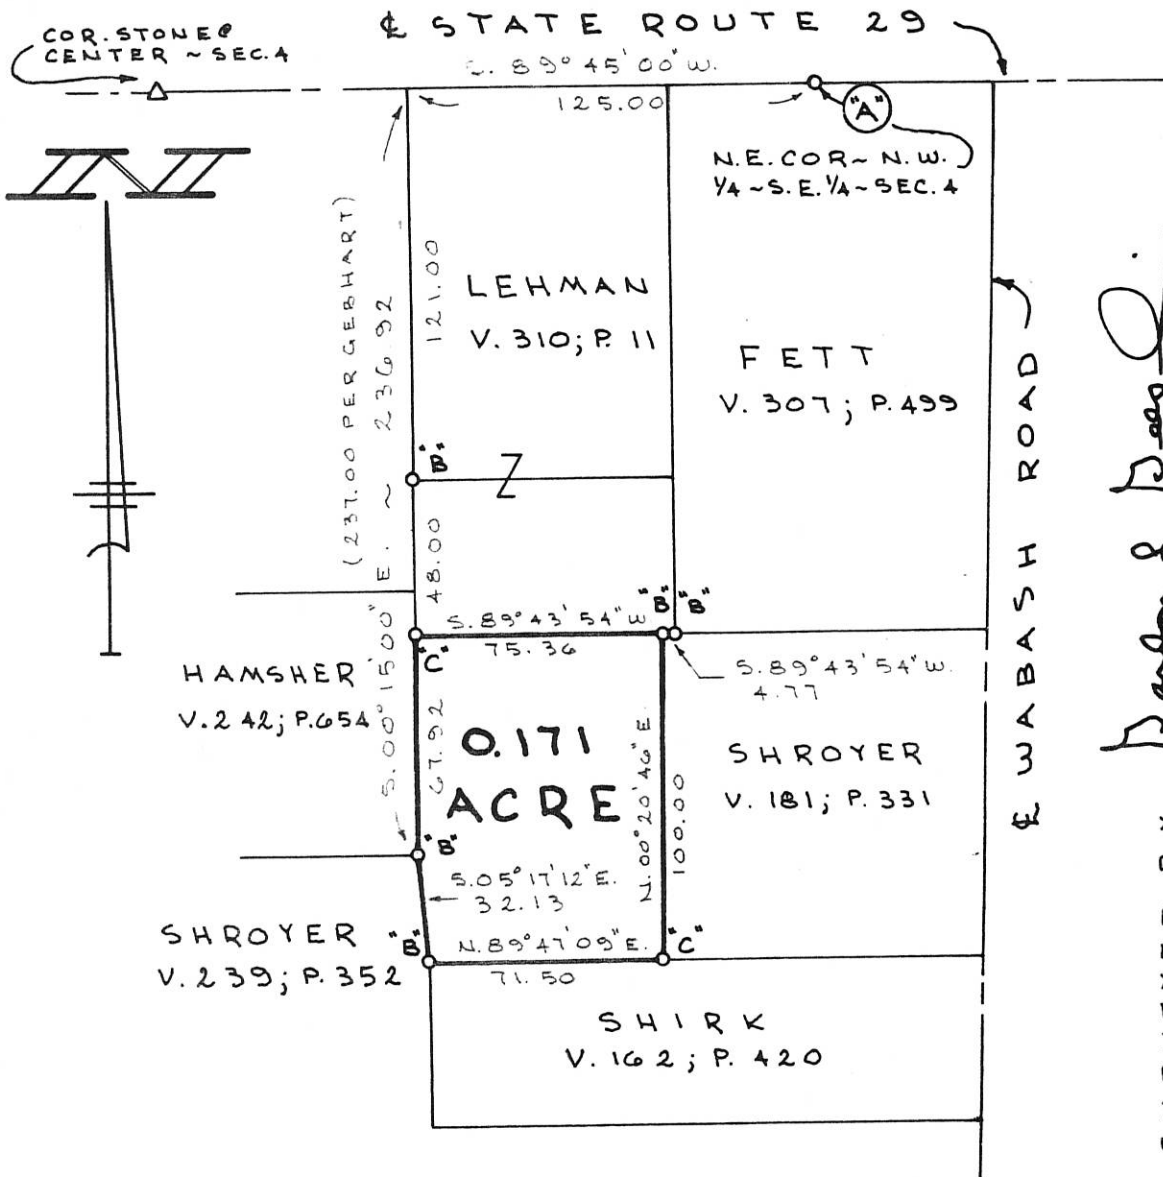 ℄ STATE ROUTE 29
COR. STONE @
CENTER ~ SEC. 4
S. 89° 45' 00" W.
125.00
"A"
N.E. COR ~ N.W.
1/4 ~ S.E. 1/4 ~ SEC. 4
N
(237.00 PER GEBHART)
S. 00° 15' 00" E. ~ 236.92
121.00
LEHMAN
V. 310; P. 11
FETT
V. 307; P. 499
℄ WABASH ROAD
"B"
Z
48.00
"B" "B"
S. 89° 43' 54" W
75.36
"C"
S. 89° 43' 54" W.
4.77
HAMSHER
V. 242; P. 654
67.92
0.171
ACRE
N. 00° 20' 46" E
100.00
SHROYER
V. 181; P. 331
"B"
S. 05° 17' 12" E.
32.13
SHROYER
V. 239; P. 352
"B"
N. 89° 47' 09" E.
71.50
"C"
SHIRK
V. 162; P. 420